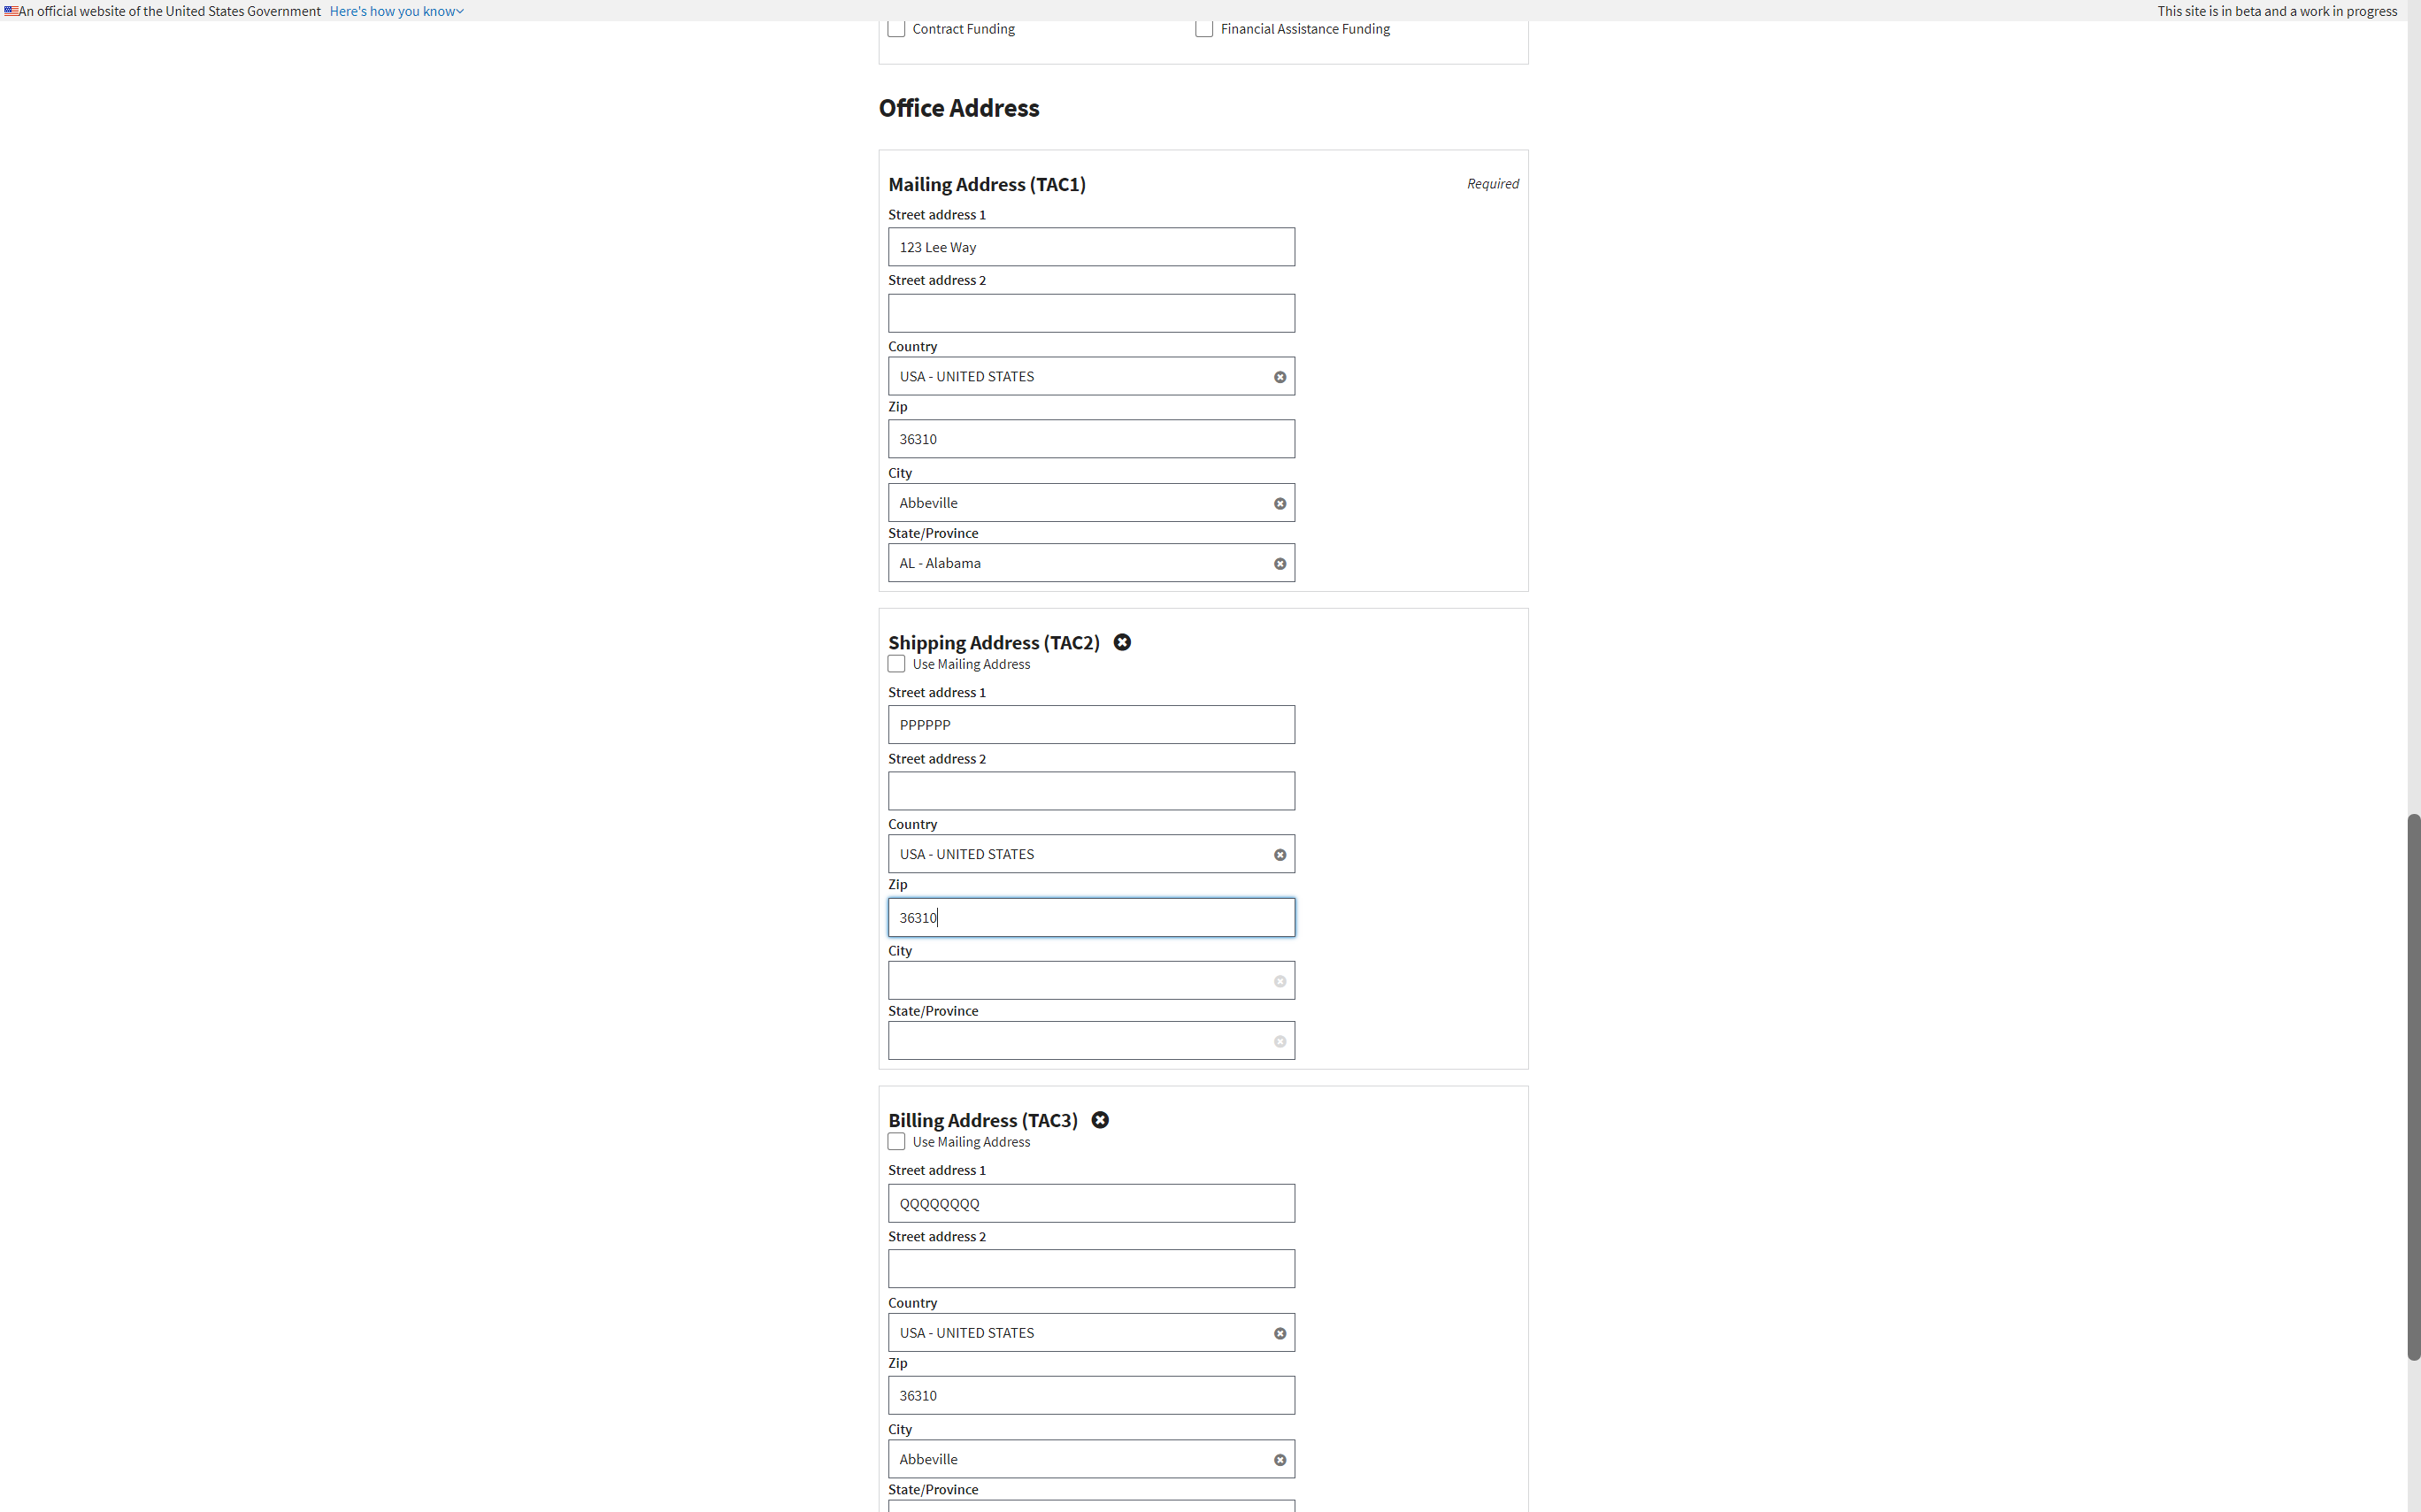 An official website of the United States Government Here's how you know
This site is in beta and a work in progress
Contract Funding
Financial Assistance Funding
Office Address
Mailing Address (TAC1)
Required
Street address 1
123 Lee Way
Street address 2
Country
USA - UNITED STATES
Zip
36310
City
Abbeville
State/Province
AL - Alabama
Shipping Address (TAC2)
Use Mailing Address
Street address 1
PPPPPP
Street address 2
Country
USA - UNITED STATES
Zip
36310
City
State/Province
Billing Address (TAC3)
Use Mailing Address
Street address 1
QQQQQQQQ
Street address 2
Country
USA - UNITED STATES
Zip
36310
City
Abbeville
State/Province